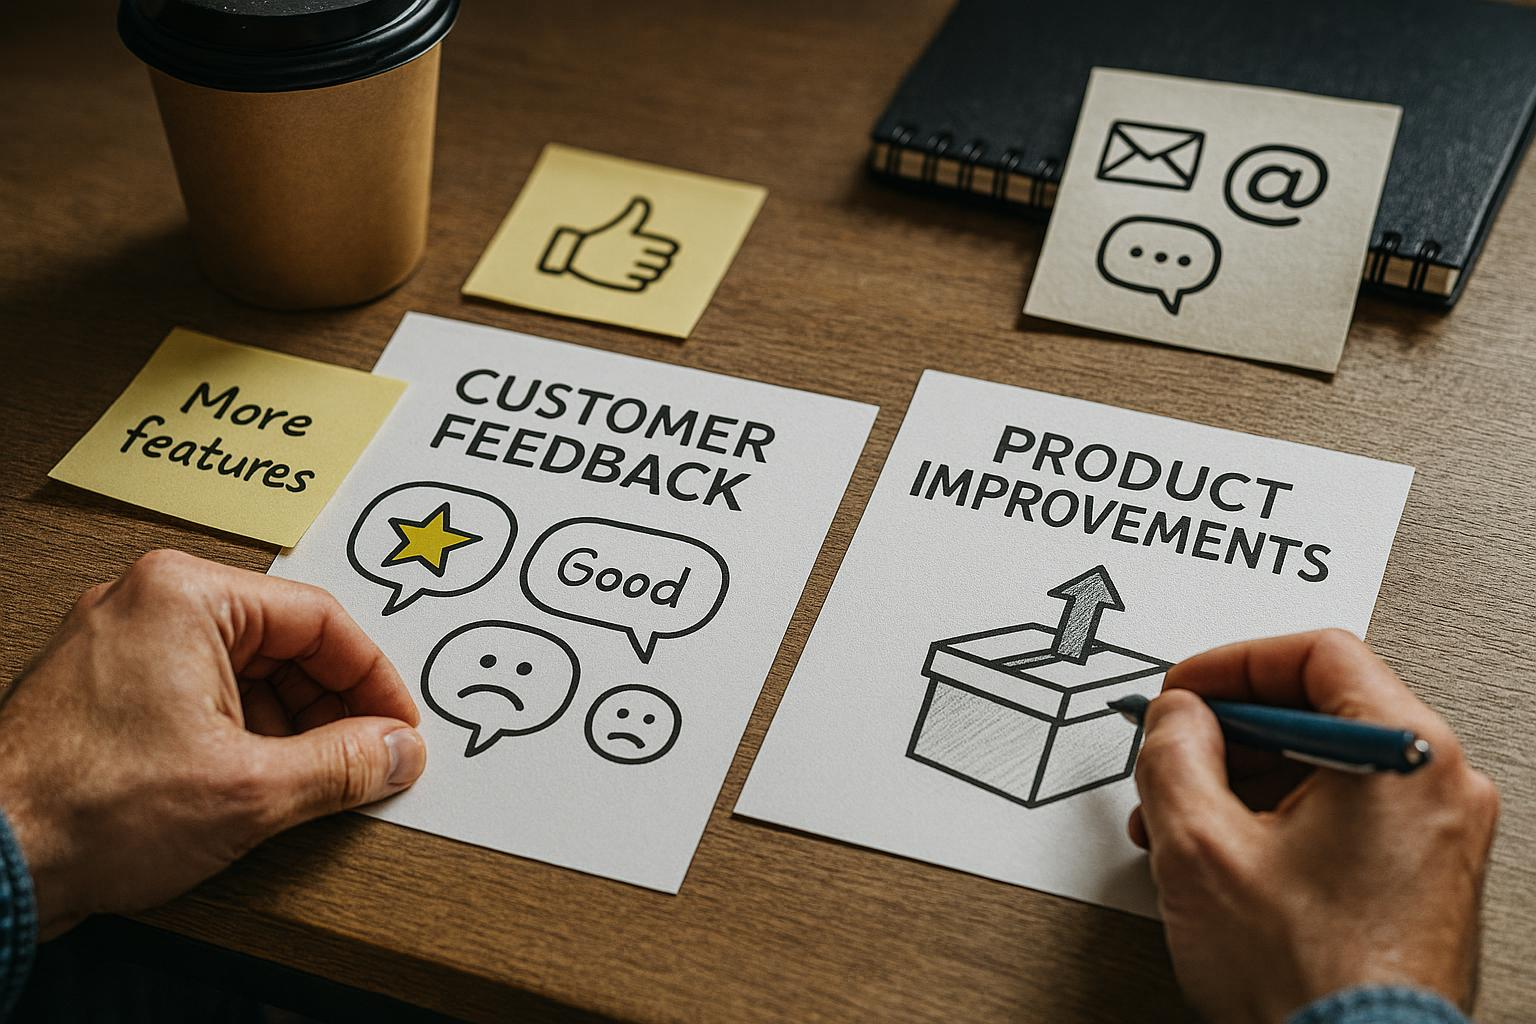 More
features
CUSTOMER
FEEDBACK
Good
PRODUCT
IMPROVEMENTS
@